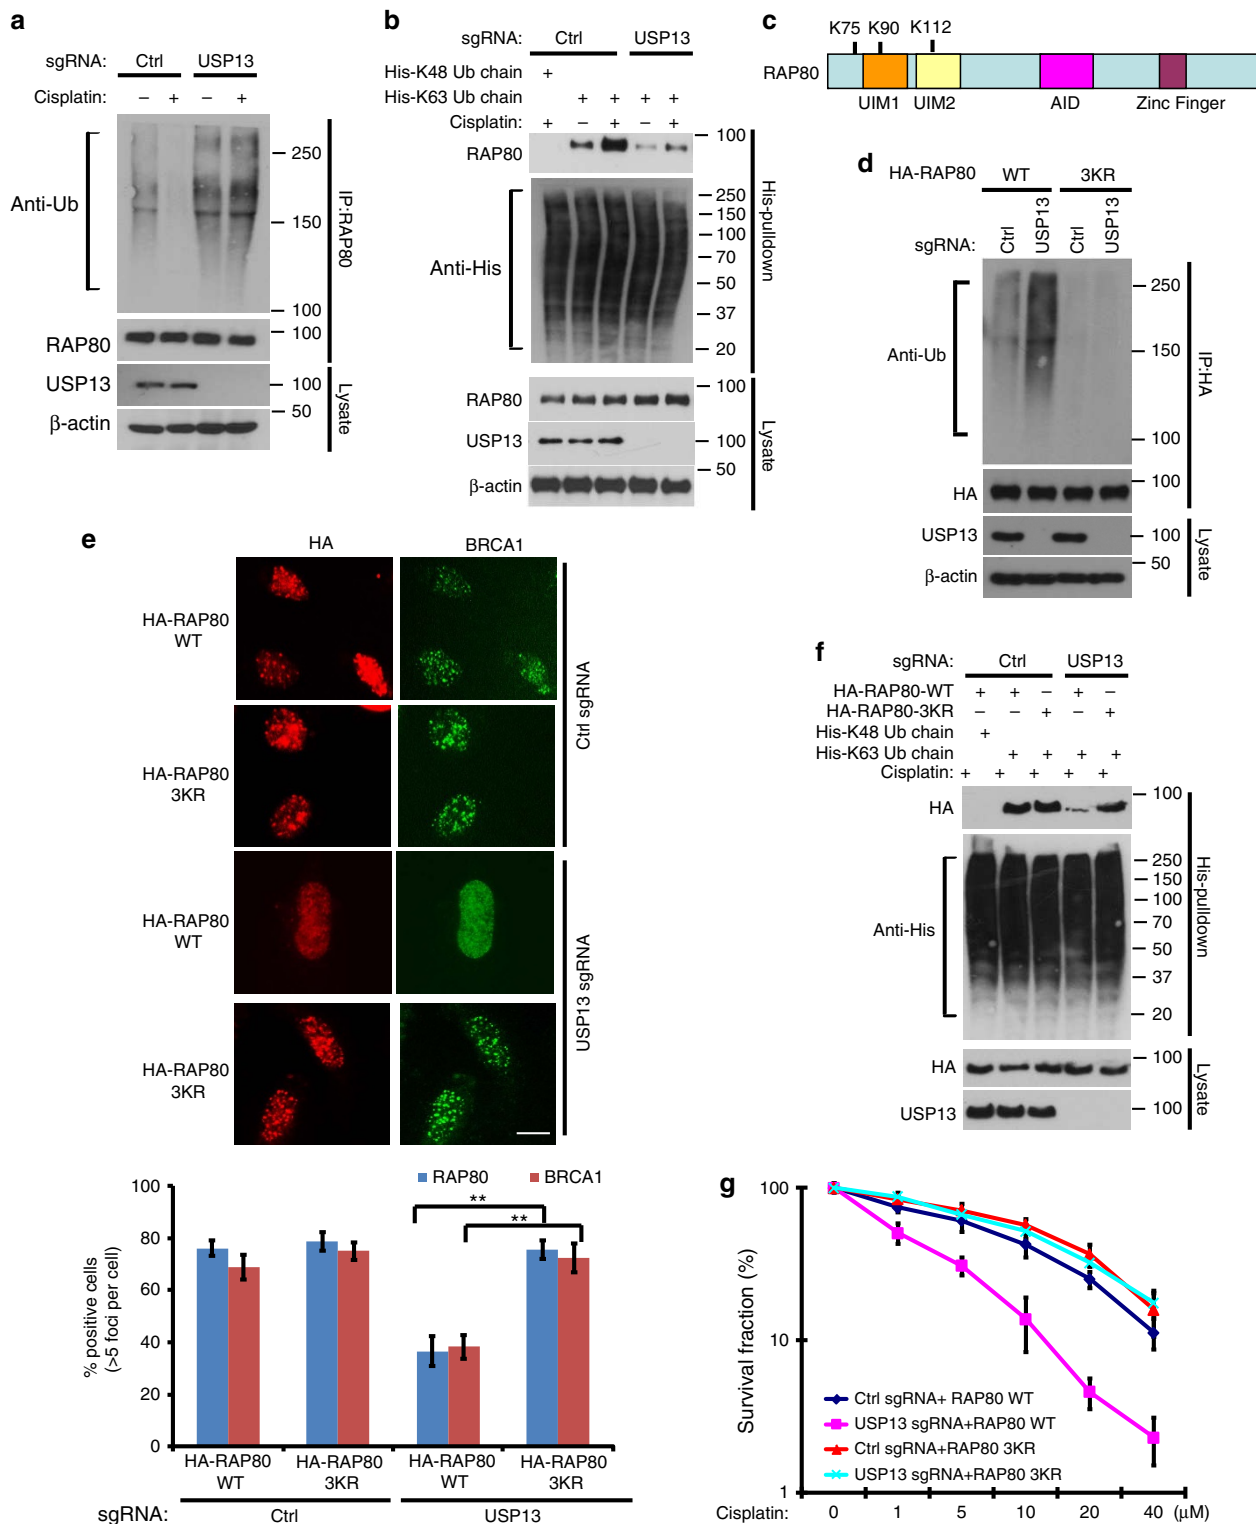 a
sgRNA: Ctrl USP13
Cisplatin: – + – +
Anti-Ub
250
150
100
IP:RAP80
RAP80
100
USP13
100
50
β-actin
Lysate
b
sgRNA: Ctrl USP13
His-K48 Ub chain +
His-K63 Ub chain + + + +
Cisplatin: + – + – +
RAP80
100
Anti-His
250
150
100
70
50
37
20
His-pulldown
RAP80
100
USP13
100
50
β-actin
Lysate
c
K75 K90 K112
RAP80
UIM1 UIM2 AID Zinc Finger
d
HA-RAP80 WT 3KR
sgRNA: Ctrl USP13 Ctrl USP13
Anti-Ub
250
150
100
IP:HA
HA
100
USP13
100
50
β-actin
Lysate
e
HA BRCA1
HA-RAP80
WT
HA-RAP80
3KR
Ctrl sgRNA
HA-RAP80
WT
HA-RAP80
3KR
USP13 sgRNA
RAP80 BRCA1
% positive cells
(>5 foci per cell)
100
80
60
40
20
0
**
**
HA-RAP80 HA-RAP80 HA-RAP80 HA-RAP80
WT 3KR WT 3KR
sgRNA: Ctrl USP13
f
sgRNA: Ctrl USP13
HA-RAP80-WT + + – + –
HA-RAP80-3KR – – + – +
His-K48 Ub chain +
His-K63 Ub chain + + + +
Cisplatin: + + + + +
HA
100
Anti-His
250
150
100
70
50
37
20
His-pulldown
HA
100
USP13
100
Lysate
g
Survival fraction (%)
100
10
1
Ctrl sgRNA+ RAP80 WT
USP13 sgRNA+RAP80 WT
Ctrl sgRNA+RAP80 3KR
USP13 sgRNA+RAP80 3KR
Cisplatin: 0 1 5 10 20 40 (μM)